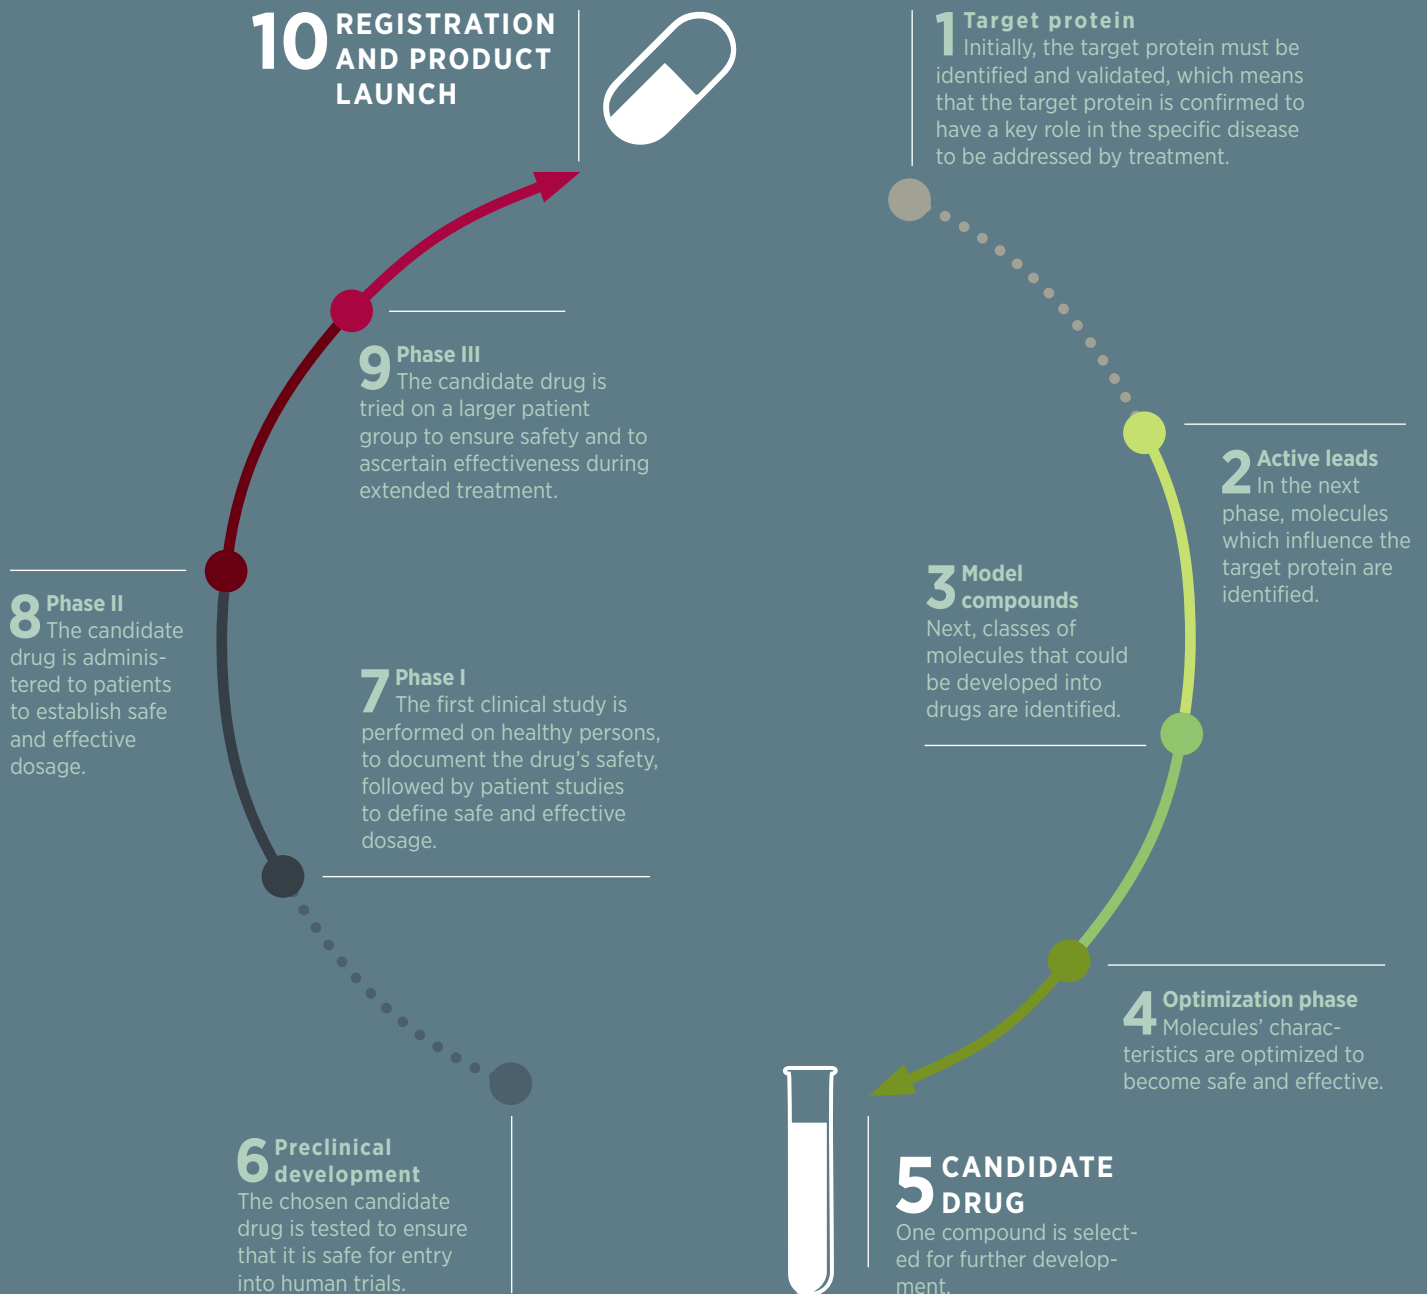 10 REGISTRATION
AND PRODUCT
LAUNCH
1 Target protein
Initially, the target protein must be
identified and validated, which means
that the target protein is confirmed to
have a key role in the specific disease
to be addressed by treatment.
2 Active leads
In the next
phase, molecules
which influence the
target protein are
identified.
3 Model
compounds
Next, classes of
molecules that could
be developed into
drugs are identified.
4 Optimization phase
Molecules’ charac-
teristics are optimized to
become safe and effective.
5 CANDIDATE
DRUG
One compound is select-
ed for further develop-
ment.
6 Preclinical
development
The chosen candidate
drug is tested to ensure
that it is safe for entry
into human trials.
7 Phase I
The first clinical study is
performed on healthy persons,
to document the drug’s safety,
followed by patient studies
to define safe and effective
dosage.
8 Phase II
The candidate
drug is adminis-
tered to patients
to establish safe
and effective
dosage.
9 Phase III
The candidate drug is
tried on a larger patient
group to ensure safety and to
ascertain effectiveness during
extended treatment.